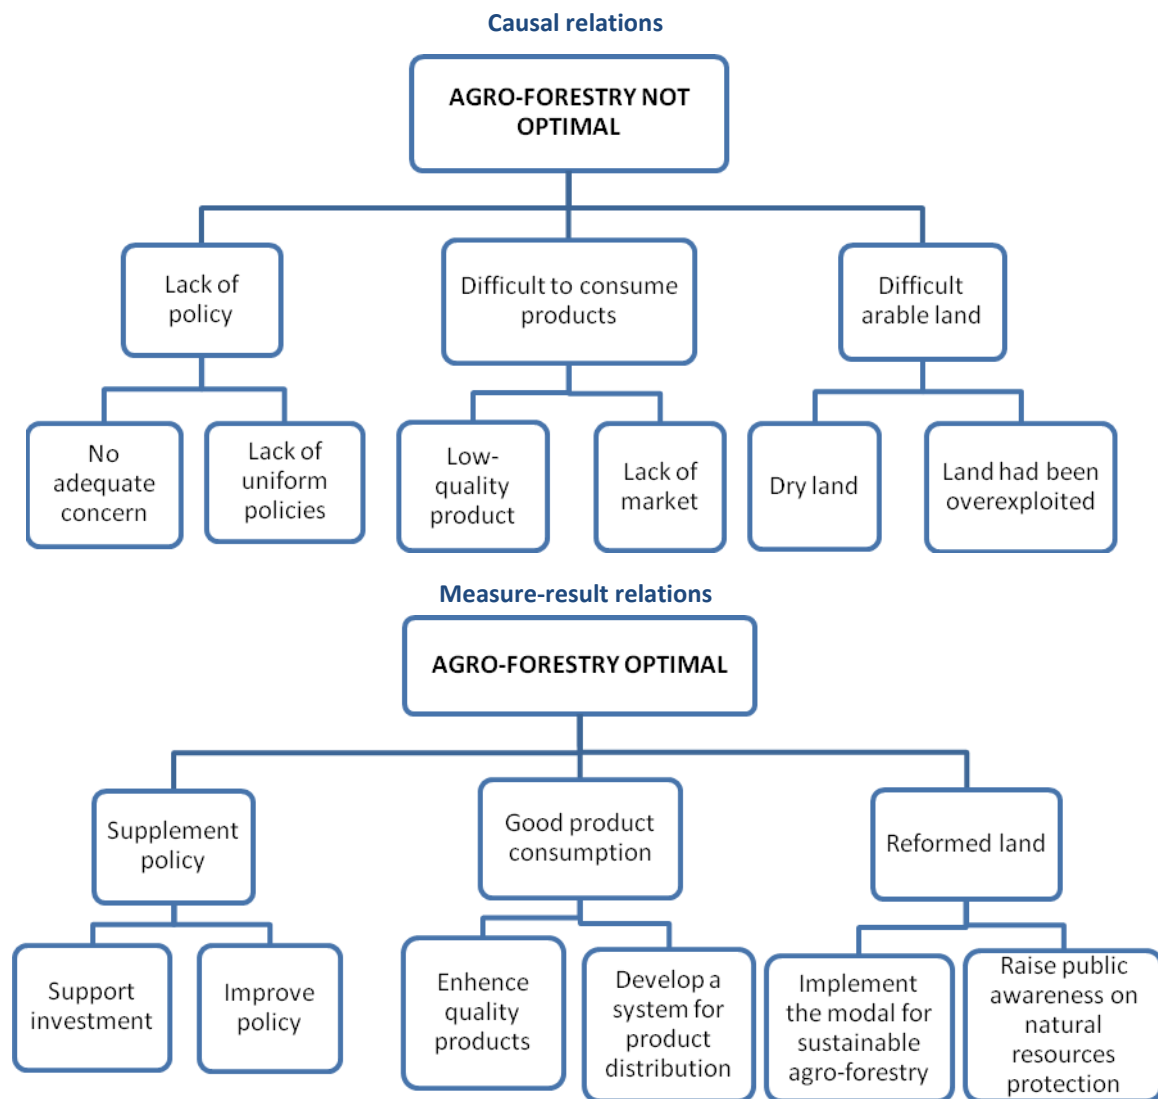 Causal relations
AGRO-FORESTRY NOT
OPTIMAL
Lack of
policy
Difficult to consume
products
Difficult
arable land
No
adequate
concern
Lack of
uniform
policies
Low-
quality
product
Lack of
market
Dry land
Land had been
overexploited
Measure-result relations
AGRO-FORESTRY OPTIMAL
Supplement
policy
Good product
consumption
Reformed land
Support
investment
Improve
policy
Enhence
quality
products
Develop a
system for
product
distribution
Implement
the modal for
sustainable
agro-forestry
Raise public
awareness on
natural
resources
protection